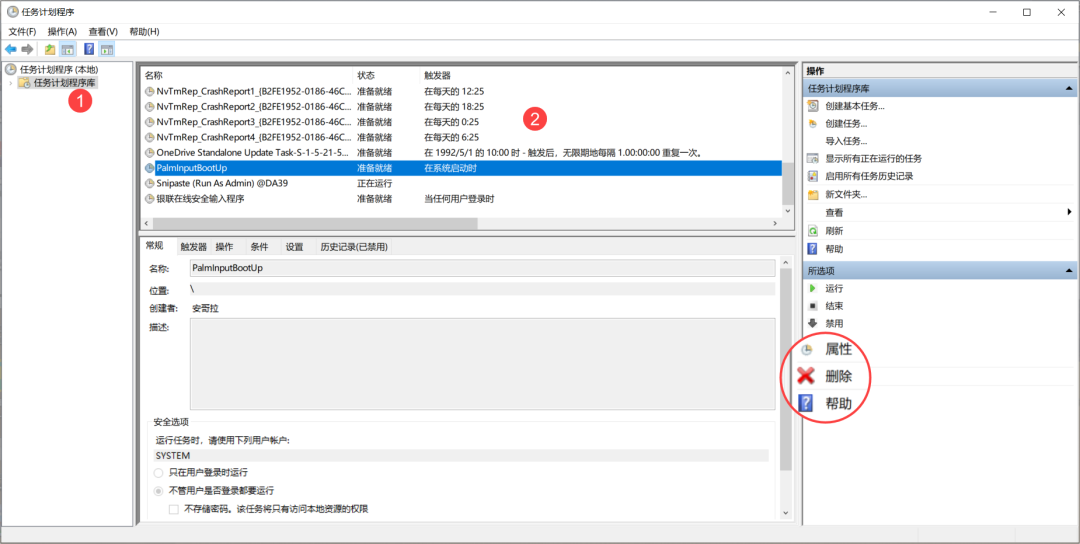 任务计划程序
文件(F) 操作(A) 查看(V) 帮助(H)
任务计划程序 (本地)
任务计划程序库
1
名称 状态 触发器
NvTmRep_CrashReport1_{B2FE1952-0186-46C... 准备就绪 在每天的 12:25
NvTmRep_CrashReport2_{B2FE1952-0186-46C... 准备就绪 在每天的 18:25
NvTmRep_CrashReport3_{B2FE1952-0186-46C... 准备就绪 在每天的 0:25
NvTmRep_CrashReport4_{B2FE1952-0186-46C... 准备就绪 在每天的 6:25
2
OneDrive Standalone Update Task-S-1-5-21-5... 准备就绪 在 1992/5/1 的 10:00 时 - 触发后，无限期地每隔 1.00:00:00 重复一次。
PalmInputBootUp 准备就绪 在系统启动时
Snipaste (Run As Admin) @DA39 正在运行
银联在线安全输入程序 准备就绪 当任何用户登录时
常规 触发器 操作 条件 设置 历史记录(已禁用)
名称: PalmInputBootUp
位置: \
创建者: 安哥拉
描述:
安全选项
运行任务时，请使用下列用户帐户:
SYSTEM
只在用户登录时运行
不管用户是否登录都要运行
不存储密码。该任务将只有访问本地资源的权限
操作
任务计划程序库
创建基本任务...
创建任务...
导入任务...
显示所有正在运行的任务
启用所有任务历史记录
新文件夹...
查看
刷新
帮助
所选项
运行
结束
禁用
属性
删除
帮助